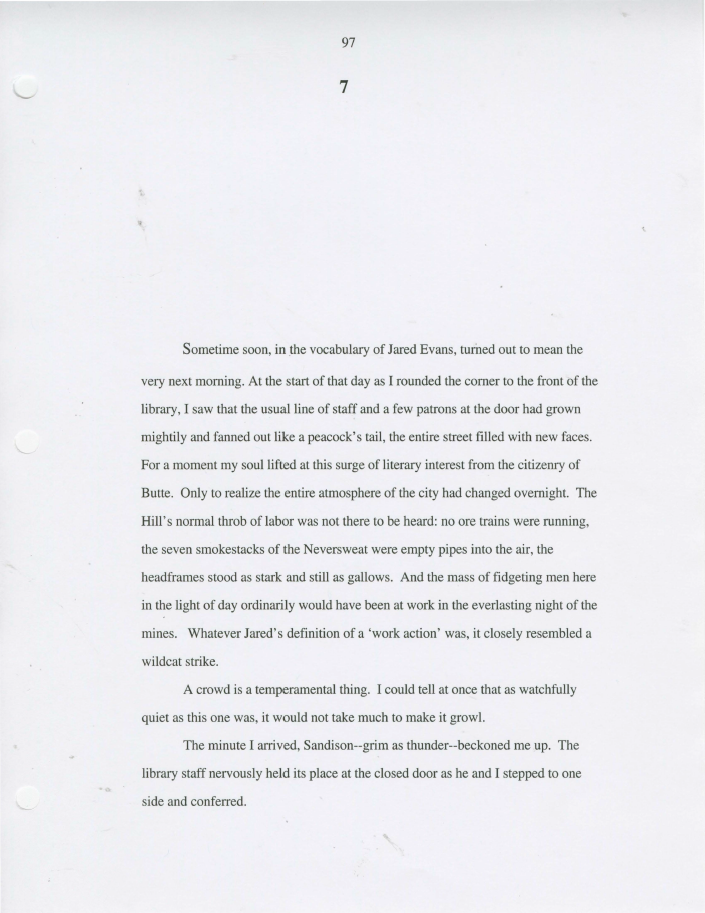 97
7
Sometime soon, in the vocabulary of Jared Evans, turned out to mean the
very next morning. At the start of that day as I rounded the corner to the front of the
library, I saw that the usual line of staff and a few patrons at the door had grown
mightily and fanned out like a peacock's tail, the entire street filled with new faces.
For a moment my soul lifted at this surge of literary interest from the citizenry of
Butte.  Only to realize the entire atmosphere of the city had changed overnight.  The
Hill's normal throb of labor was not there to be heard: no ore trains were running,
the seven smokestacks of the Neversweat were empty pipes into the air, the
headframes stood as stark and still as gallows.  And the mass of fidgeting men here
in the light of day ordinarily would have been at work in the everlasting night of the
mines.   Whatever Jared's definition of a 'work action' was, it closely resembled a
wildcat strike.
A crowd is a temperamental thing.  I could tell at once that as watchfully
quiet as this one was, it would not take much to make it growl.
The minute I arrived, Sandison--grim as thunder--beckoned me up.  The
library staff nervously held its place at the closed door as he and I stepped to one
side and conferred.